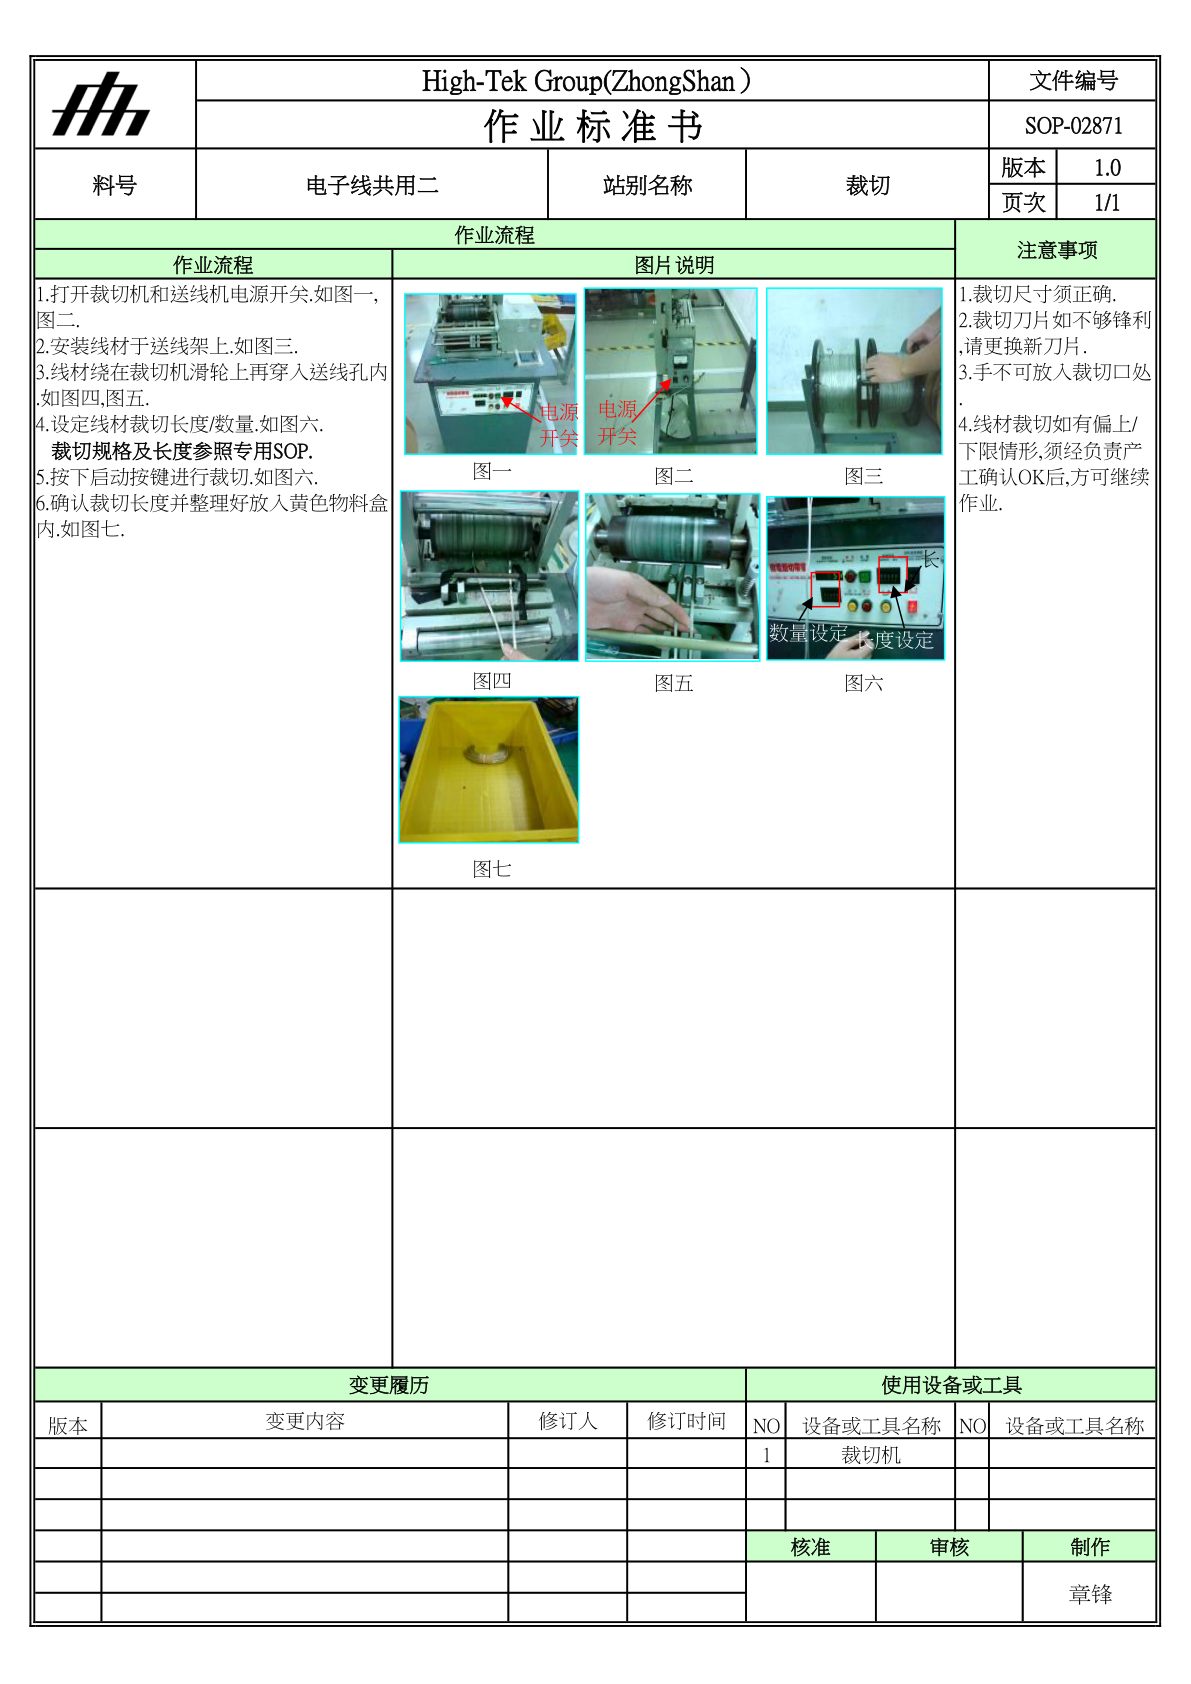 High-Tek Group(ZhongShan）
文件编号
作业标准书
SOP-02871
料号
电子线共用二
站别名称
裁切
版本
1.0
页次
1/1
作业流程
注意事项
作业流程
图片说明
1.打开裁切机和送线机电源开关.如图一,
图二.
2.安装线材于送线架上.如图三.
3.线材绕在裁切机滑轮上再穿入送线孔内
.如图四,图五.
4.设定线材裁切长度/数量.如图六.
裁切规格及长度参照专用SOP.
5.按下启动按键进行裁切.如图六.
6.确认裁切长度并整理好放入黄色物料盒
内.如图七.
电源
开关
电源
开关
图一
图二
图三
长
数量设定
长度设定
图四
图五
图六
图七
1.裁切尺寸须正确.
2.裁切刀片如不够锋利
,请更换新刀片.
3.手不可放入裁切口处
.
4.线材裁切如有偏上/
下限情形,须经负责产
工确认OK后,方可继续
作业.
变更履历
使用设备或工具
版本
变更内容
修订人
修订时间
NO
设备或工具名称
NO
设备或工具名称
1
裁切机
核准
审核
制作
章锋